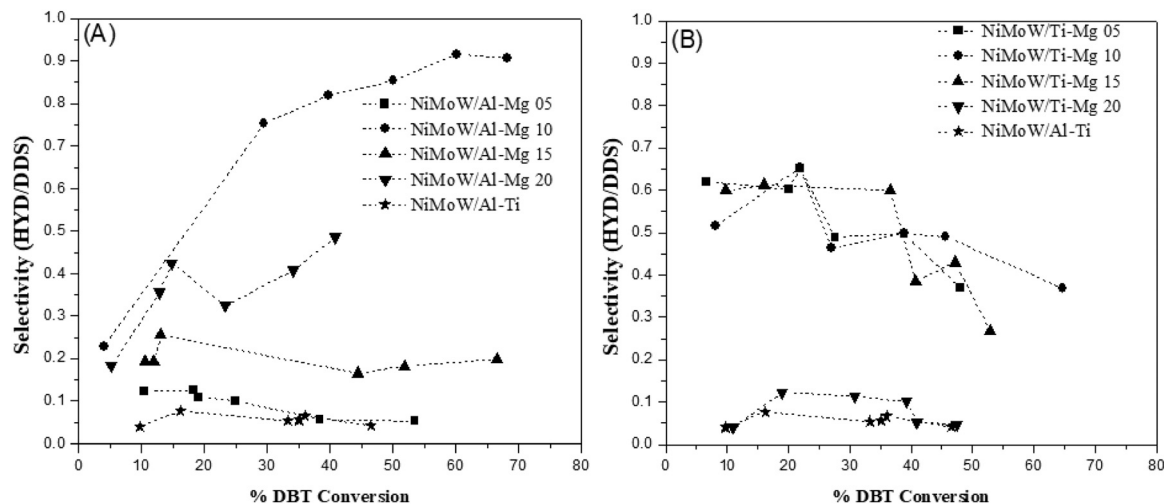 (A)
Selectivity (HYD/DDS)
1.0
0.9
0.8
0.7
0.6
0.5
0.4
0.3
0.2
0.1
0.0
NiMoW/Al-Mg 05
NiMoW/Al-Mg 10
NiMoW/Al-Mg 15
NiMoW/Al-Mg 20
NiMoW/Al-Ti
0 10 20 30 40 50 60 70 80
% DBT Conversion
(B)
Selectivity (HYD/DDS)
1.0
0.9
0.8
0.7
0.6
0.5
0.4
0.3
0.2
0.1
0.0
NiMoW/Ti-Mg 05
NiMoW/Ti-Mg 10
NiMoW/Ti-Mg 15
NiMoW/Ti-Mg 20
NiMoW/Al-Ti
0 10 20 30 40 50 60 70 80
% DBT Conversion